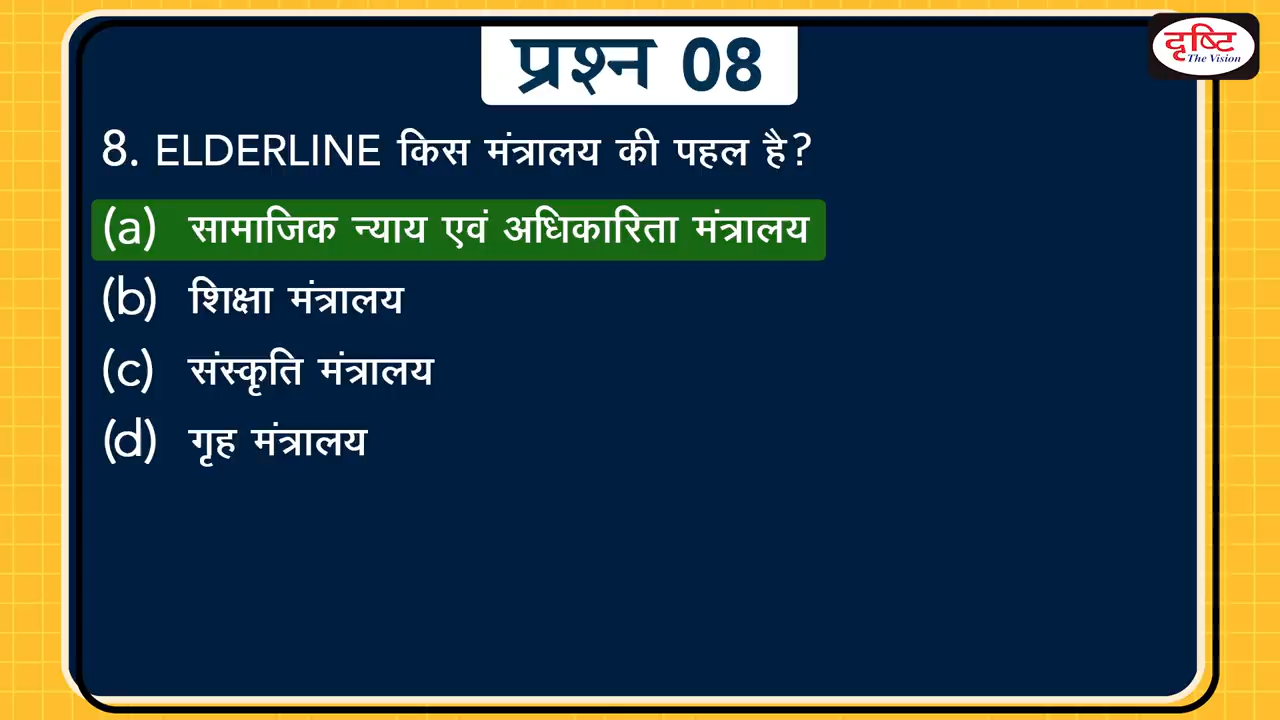 प्रश्न 08
दृष्टि
The Vision
8. ELDERLINE किस मंत्रालय की पहल है?
(a) सामाजिक न्याय एवं अधिकारिता मंत्रालय
(b) शिक्षा मंत्रालय
(c) संस्कृति मंत्रालय
(d) गृह मंत्रालय